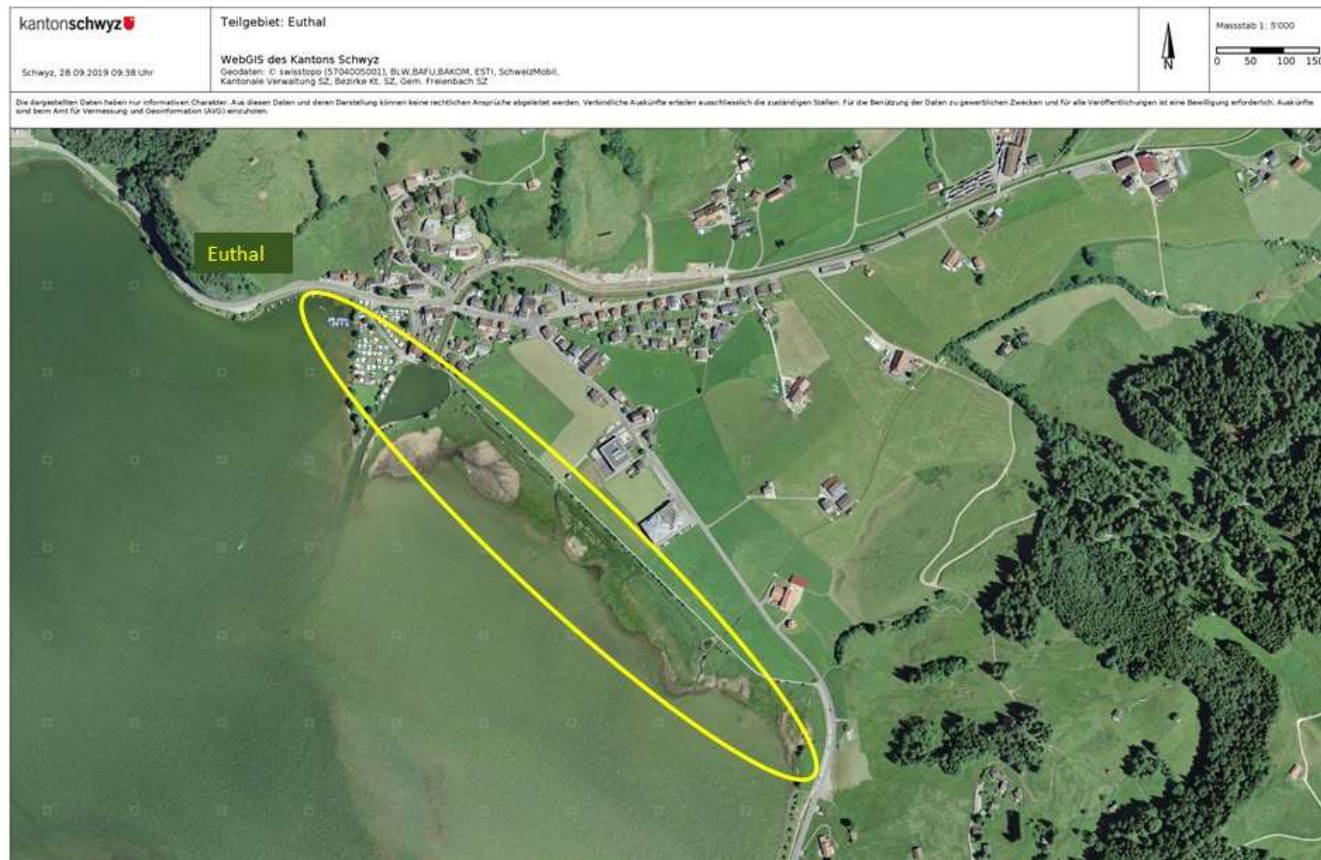 kantonschwyz
Schwyz, 28.09.2019 09:38 Uhr
Teilgebiet: Euthal
WebGIS des Kantons Schwyz
Geodaten: © swisstopo (5704005001), BLW,BAFU,BAKOM, ESTI, SchweizMobil,
Kantonale Verwaltung SZ, Bezirke Kt. SZ, Gem. Freienbach SZ
N
Massstab 1: 5'000
0 50 100 150
Die dargestellten Daten haben nur informativen Charakter. Aus diesen Daten und deren Darstellung können keine rechtlichen Ansprüche abgeleitet werden. Verbindliche Auskünfte erteilen ausschliesslich die zuständigen Stellen. Für die Benützung der Daten zu gewerblichen Zwecken und für alle Veröffentlichungen ist eine Bewilligung erforderlich. Auskünfte
sind beim Amt für Vermessung und Geoinformation (AVG) einzuholen.
Euthal